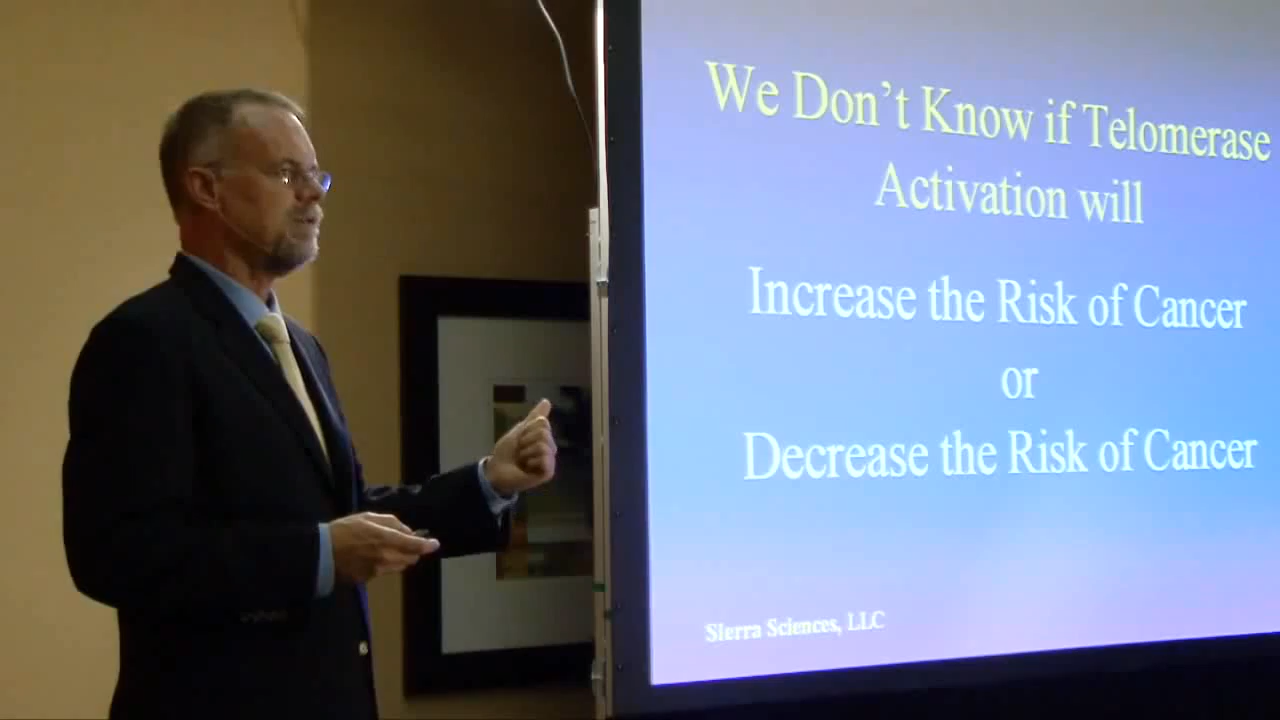 We Don't Know if Telomerase
Activation will
Increase the Risk of Cancer
or
Decrease the Risk of Cancer
Sierra Sciences, LLC